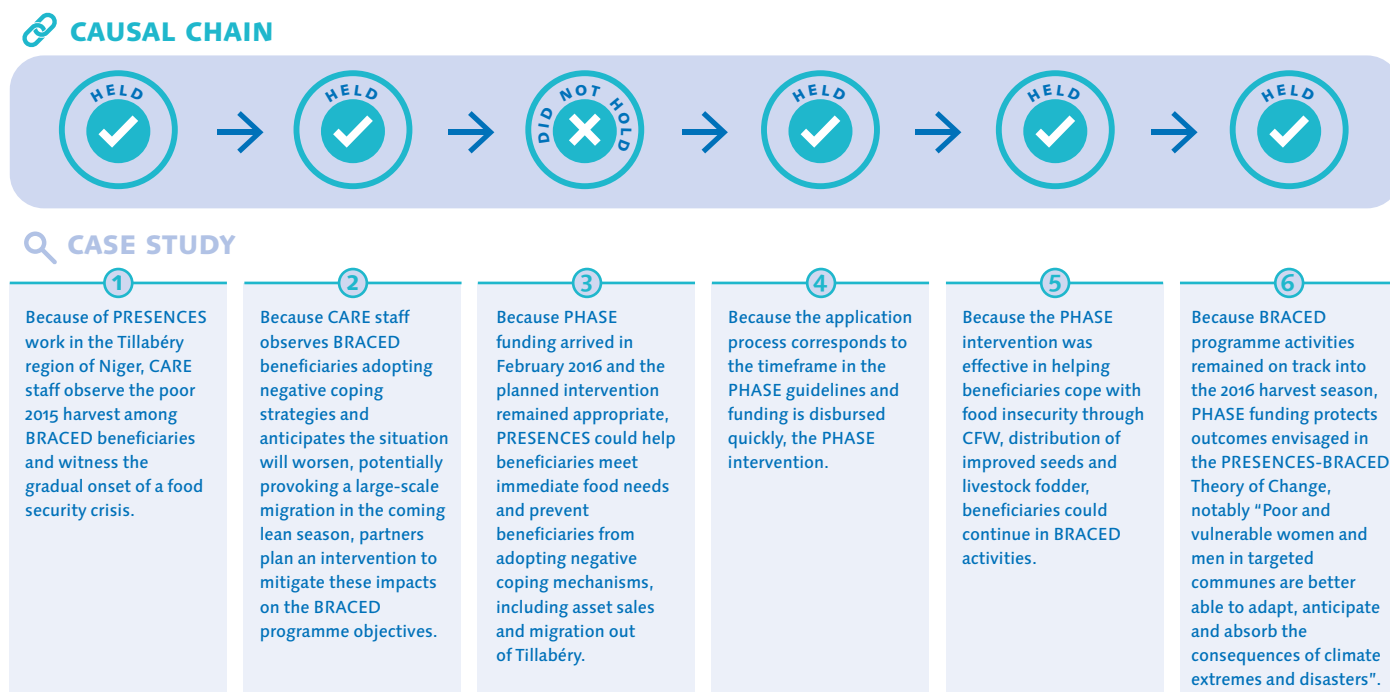 CAUSAL CHAIN
HELD
HELD
DID NOT HOLD
HELD
HELD
HELD
CASE STUDY
1
Because of PRESENCES
work in the Tillabéry
region of Niger, CARE
staff observe the poor
2015 harvest among
BRACED beneficiaries
and witness the
gradual onset of a food
security crisis.
2
Because CARE staff
observes BRACED
beneficiaries adopting
negative coping
strategies and
anticipates the situation
will worsen, potentially
provoking a large-scale
migration in the coming
lean season, partners
plan an intervention to
mitigate these impacts
on the BRACED
programme objectives.
3
Because PHASE
funding arrived in
February 2016 and the
planned intervention
remained appropriate,
PRESENCES could help
beneficiaries meet
immediate food needs
and prevent
beneficiaries from
adopting negative
coping mechanisms,
including asset sales
and migration out
of Tillabéry.
4
Because the application
process corresponds to
the timeframe in the
PHASE guidelines and
funding is disbursed
quickly, the PHASE
intervention.
5
Because the PHASE
intervention was
effective in helping
beneficiaries cope with
food insecurity through
CFW, distribution of
improved seeds and
livestock fodder,
beneficiaries could
continue in BRACED
activities.
6
Because BRACED
programme activities
remained on track into
the 2016 harvest season,
PHASE funding protects
outcomes envisaged in
the PRESENCES-BRACED
Theory of Change,
notably “Poor and
vulnerable women and
men in targeted
communes are better
able to adapt, anticipate
and absorb the
consequences of climate
extremes and disasters”.